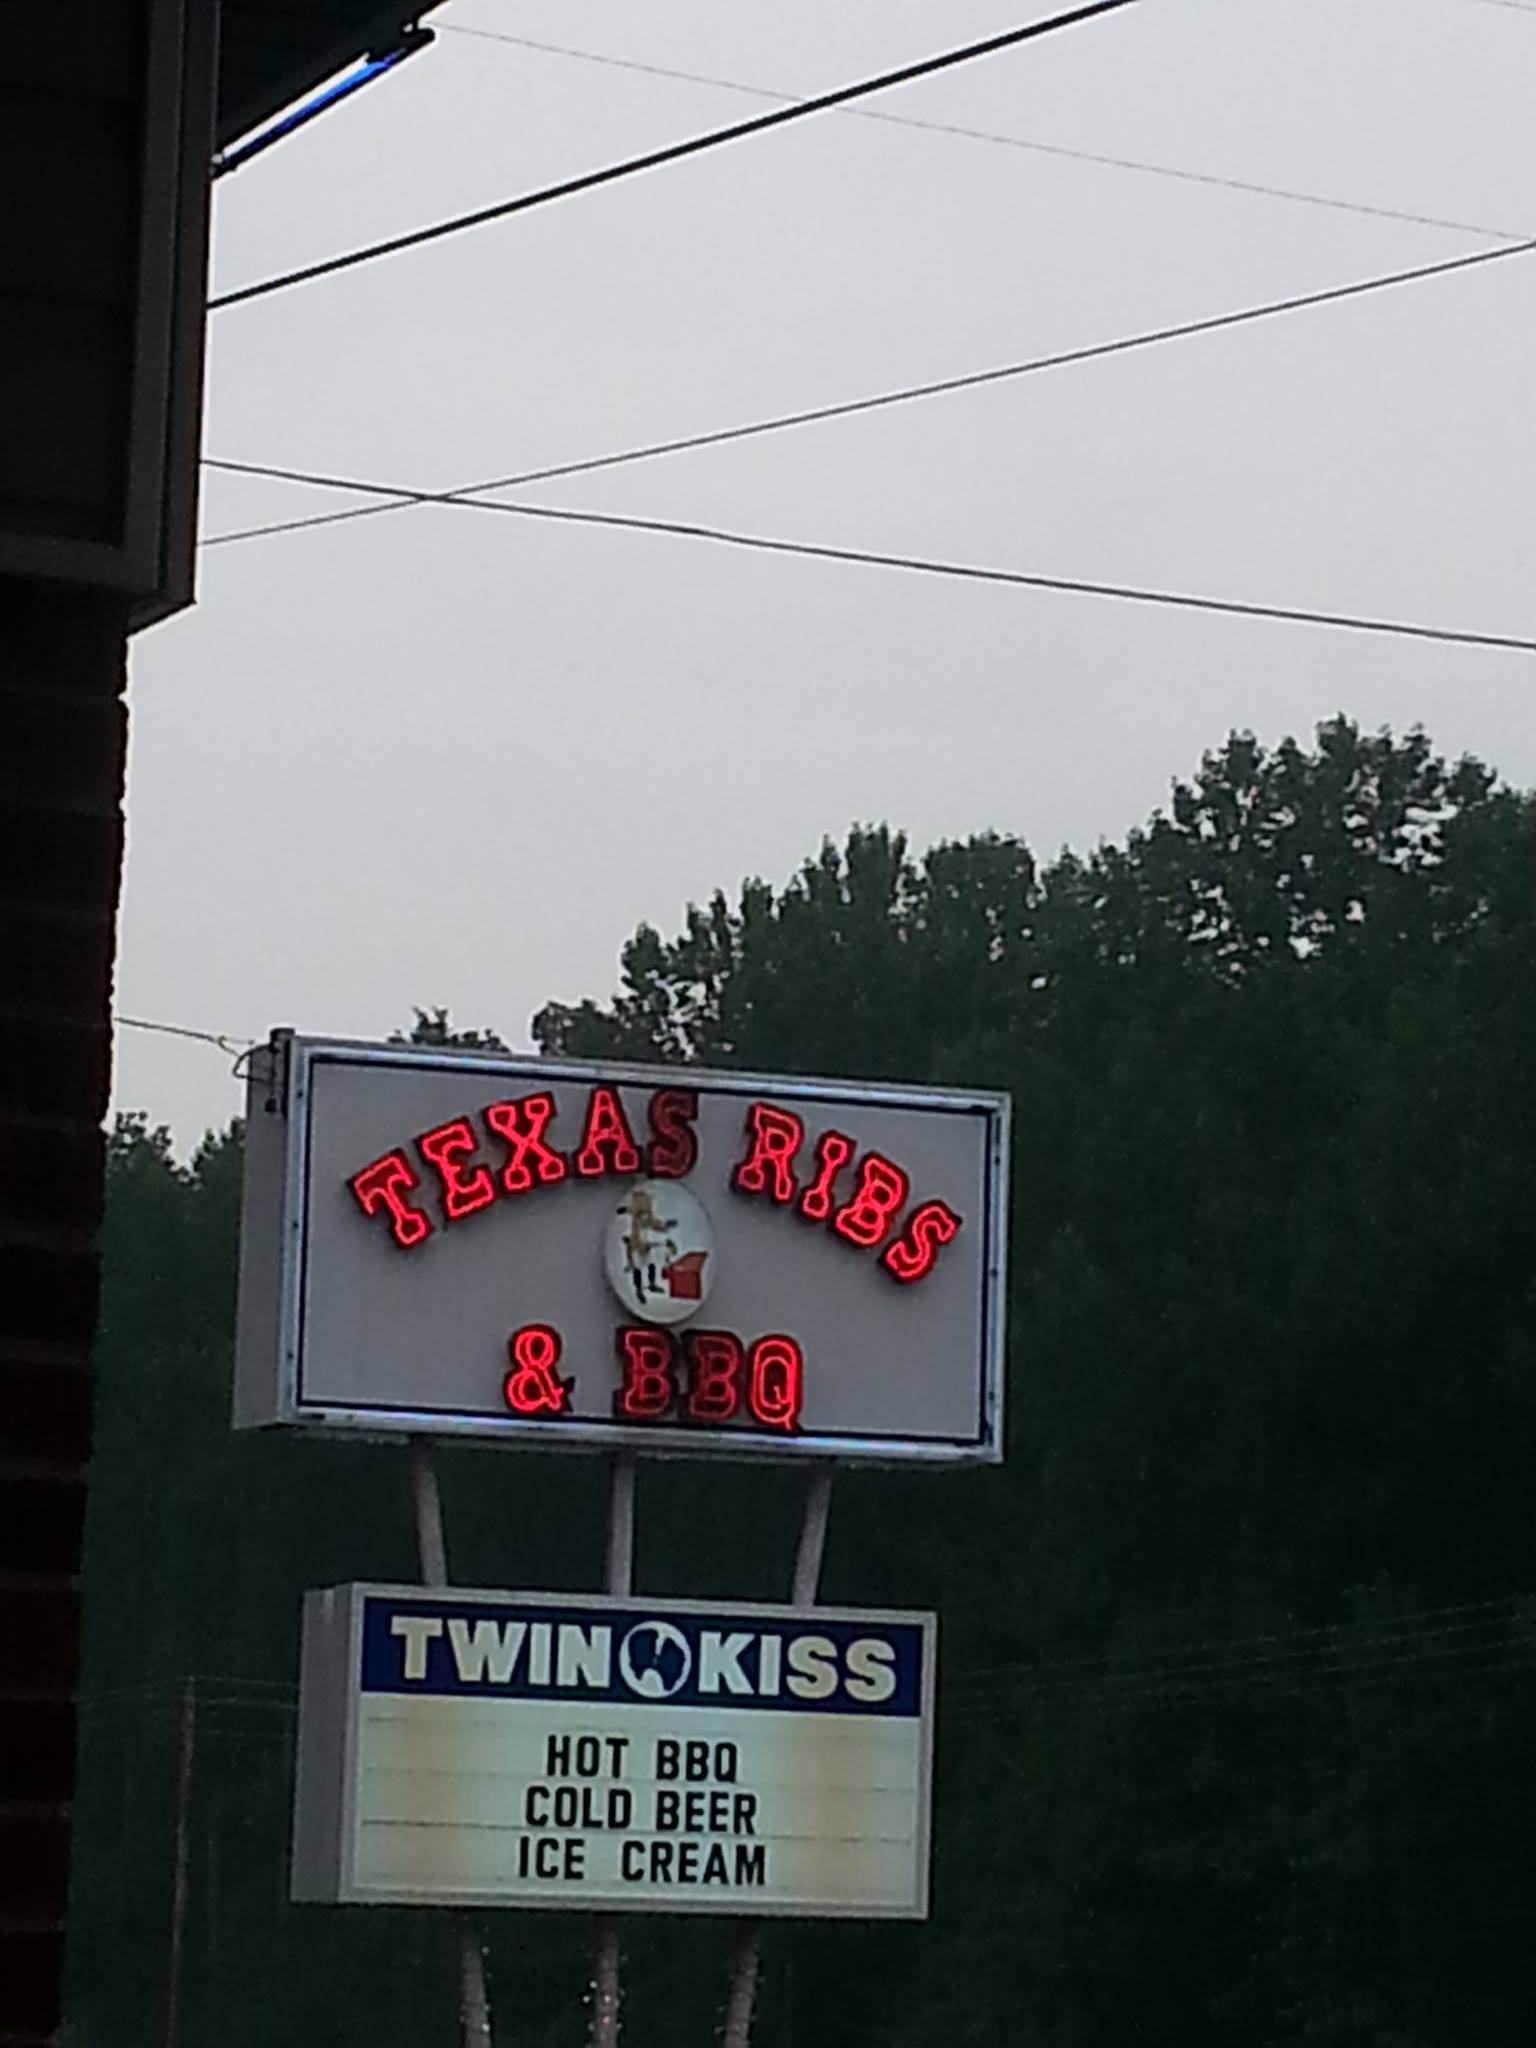 TEXAS RIBS
& BBQ
TWIN KISS
HOT BBQ
COLD BEER
ICE CREAM